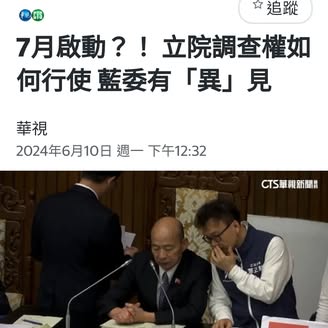 ☆追蹤
7月啟動？！ 立院調查權如
何行使 藍委有「異」見
華視
2024年6月10日 週一 下午12:32
CTS華視新聞